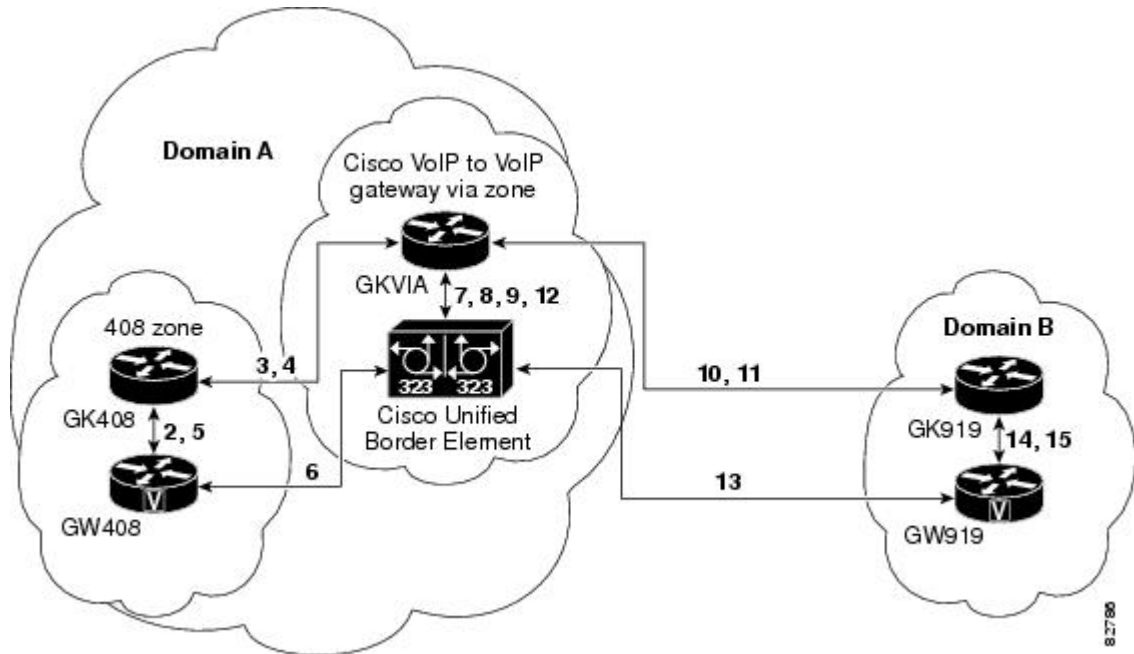 Domain A
Cisco VoIP to VoIP
gateway via zone
GKVIA
7, 8, 9, 12
408 zone
3, 4
GK408
2, 5
323
323
Cisco Unified
Border Element
6
V
GW408
Domain B
10, 11
GK919
14, 15
13
V
GW919
82786